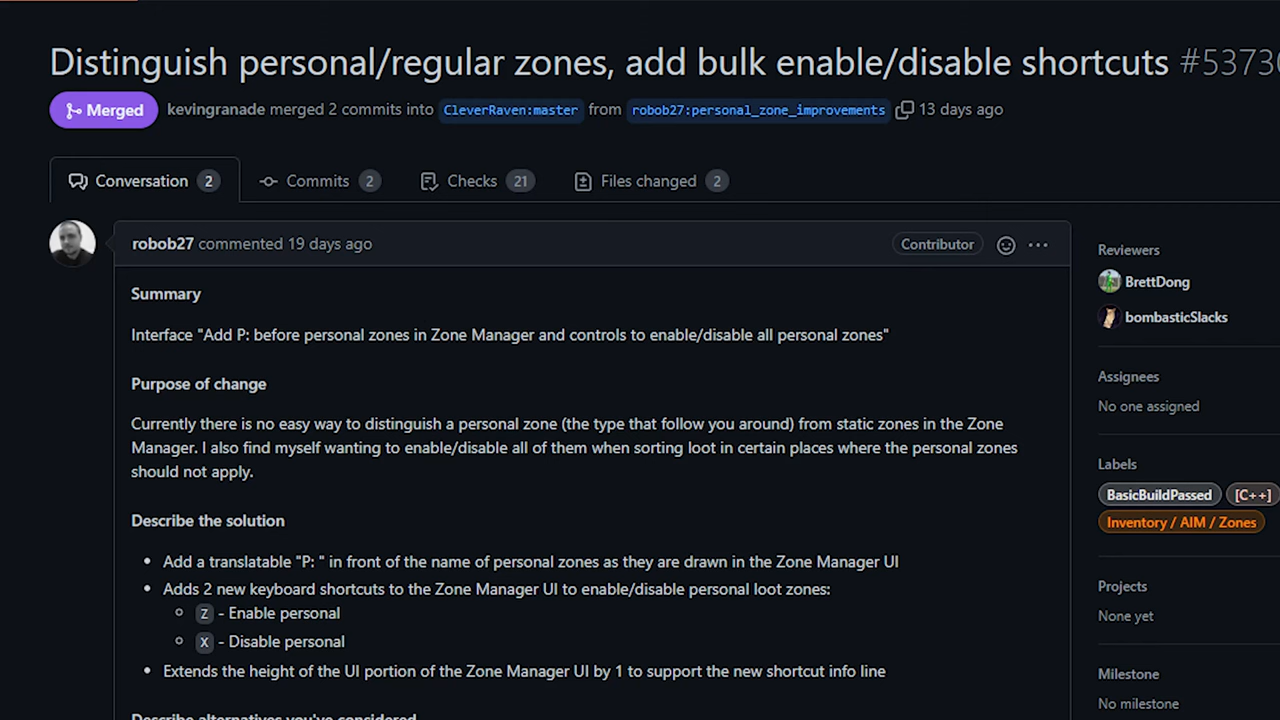 Distinguish personal/regular zones, add bulk enable/disable shortcuts #5373
Merged kevingranade merged 2 commits into CleverRaven:master from robob27:personal_zone_improvements 13 days ago
Conversation 2 Commits 2 Checks 21 Files changed 2
robob27 commented 19 days ago Contributor
Summary
Interface "Add P: before personal zones in Zone Manager and controls to enable/disable all personal zones"
Purpose of change
Currently there is no easy way to distinguish a personal zone (the type that follow you around) from static zones in the Zone
Manager. I also find myself wanting to enable/disable all of them when sorting loot in certain places where the personal zones
should not apply.
Describe the solution
Add a translatable "P: " in front of the name of personal zones as they are drawn in the Zone Manager UI
Adds 2 new keyboard shortcuts to the Zone Manager UI to enable/disable personal loot zones:
Z - Enable personal
X - Disable personal
Extends the height of the UI portion of the Zone Manager UI by 1 to support the new shortcut info line
Describe alternatives you've considered
Reviewers
BrettDong
bombasticSlacks
Assignees
No one assigned
Labels
BasicBuildPassed [C++]
Inventory / AIM / Zones
Projects
None yet
Milestone
No milestone